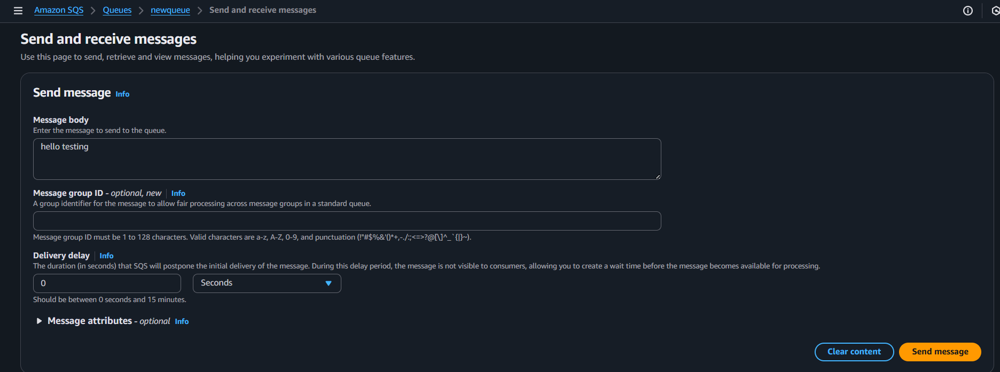 Amazon SQS > Queues > newqueue > Send and receive messages
Send and receive messages
Use this page to send, retrieve and view messages, helping you experiment with various queue features.
Send message Info
Message body
Enter the message to send to the queue.
hello testing
Message group ID - optional, new | Info
A group identifier for the message to allow fair processing across message groups in a standard queue.
Message group ID must be 1 to 128 characters. Valid characters are a-z, A-Z, 0-9, and punctuation (!"#$%&'()*+,-./:;<=>?@[\]^_`{|}~).
Delivery delay | Info
The duration (in seconds) that SQS will postpone the initial delivery of the message. During this delay period, the message is not visible to consumers, allowing you to create a wait time before the message becomes available for processing.
0 Seconds
Should be between 0 seconds and 15 minutes.
Message attributes - optional Info
Clear content Send message